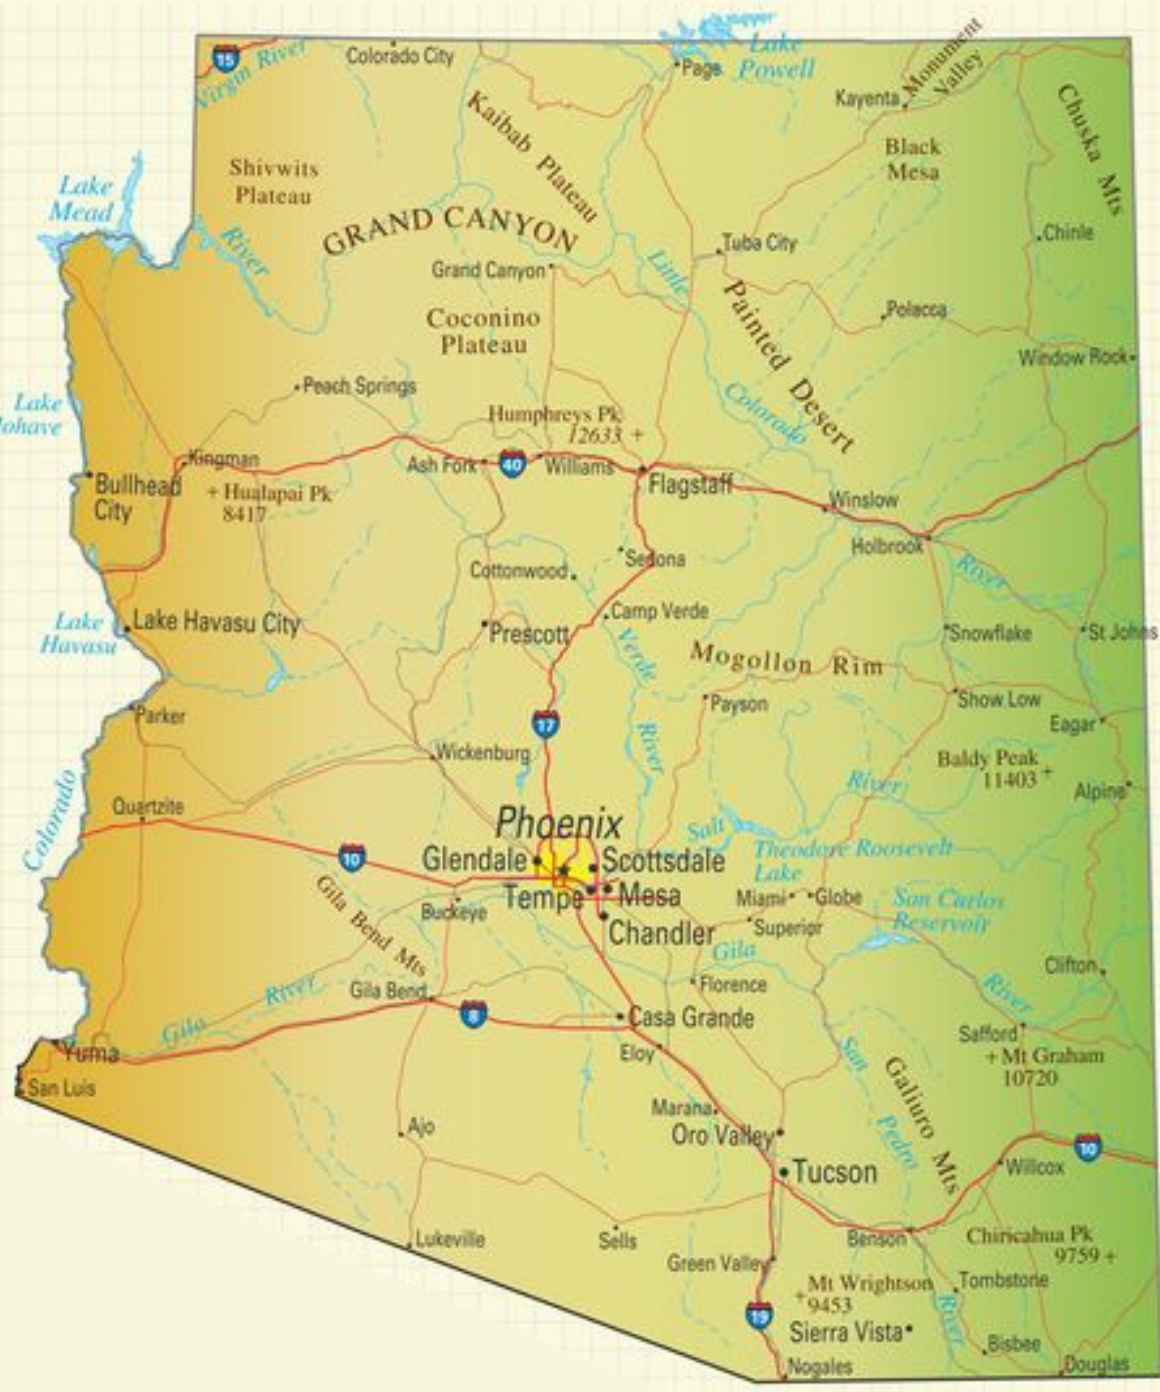 Upper
Lake
Powell
15
Virgin River
Colorado City
Page
Monument
Valley
Kayenta
Chuska Mts
Kaibab Plateau
Shivwits
Plateau
Black
Mesa
Lake
Mead
River
GRAND CANYON
Grand Canyon
Little
Tuba City
Chinle
Painted Desert
Polacca
Coconino
Plateau
Window Rock
Peach Springs
Lake
Colorado
Humphreys Pk
12633
Kingman
Ash Fork
40
Williams
Flagstaff
Bullhead
City
Hualapai Pk
8417
Winslow
Holbrook
River
Sedona
Cottonwood
Camp Verde
Lake
Havasu
Lake Havasu City
Prescott
Verde
River
Mogollon Rim
Snowflake
St Johns
Payson
Show Low
Eagar
Parker
17
Wickenburg
Baldy Peak
11403
Alpine
River
Colorado
Quartzite
Phoenix
Salt
Theodore Roosevelt
Lake
10
Glendale
Scottsdale
Tempe
Mesa
Miami
Globe
San Carlos
Reservoir
Gila Bend Mts
Buckeye
Chandler
Superior
Gila
Clifton
River
Gila Bend
Florence
River
Gila
8
Casa Grande
Safford
Yuma
Eloy
San
Pedro
River
Mt Graham
10720
San Luis
Galiuro Mts
Marana
Oro Valley
Ajo
10
Tucson
Willcox
Lukeville
Sells
Benson
Chiricahua Pk
9759
Green Valley
Mt Wrightson
9453
Tombstone
19
Sierra Vista
Bisbee
Nogales
Douglas